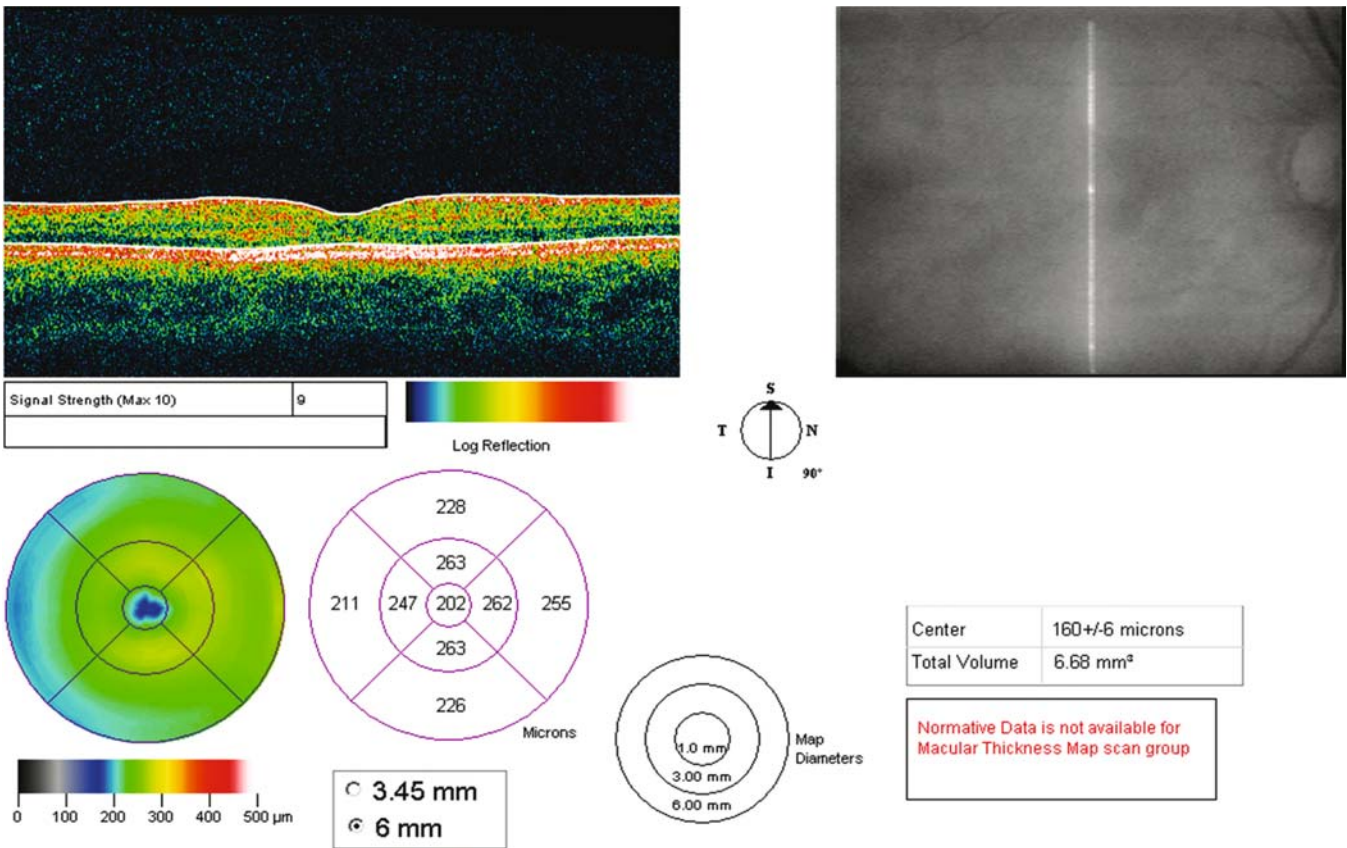 Signal Strength (Max 10) 9
Log Reflection
S
T N
I 90°
228
263
211 247 202 262 255
263
226
Microns
0 100 200 300 400 500 µm
3.45 mm
6 mm
1.0 mm
3.00 mm
6.00 mm
Map
Diameters
Center 160+/-6 microns
Total Volume 6.68 mm³
Normative Data is not available for
Macular Thickness Map scan group